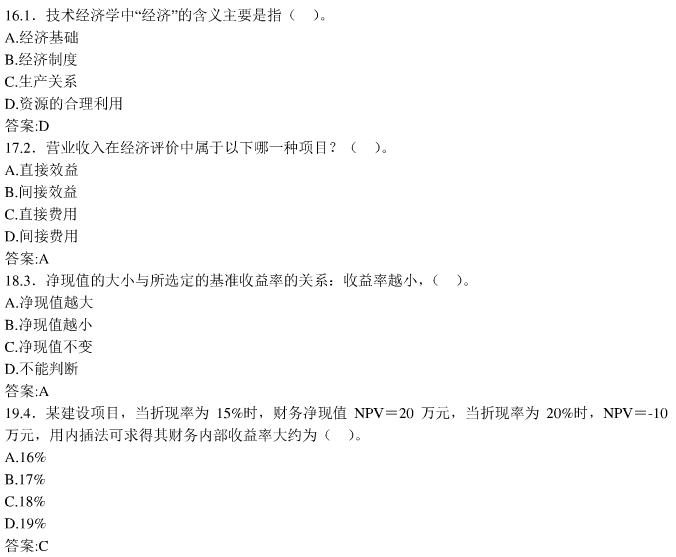 16.1．技术经济学中“经济”的含义主要是指（　）。
A.经济基础
B.经济制度
C.生产关系
D.资源的合理利用
答案:D
17.2．营业收入在经济评价中属于以下哪一种项目？（　）。
A.直接效益
B.间接效益
C.直接费用
D.间接费用
答案:A
18.3．净现值的大小与所选定的基准收益率的关系：收益率越小，（　）。
A.净现值越大
B.净现值越小
C.净现值不变
D.不能判断
答案:A
19.4．某建设项目，当折现率为 15%时，财务净现值 NPV＝20 万元，当折现率为 20%时，NPV＝-10
万元，用内插法可求得其财务内部收益率大约为（　）。
A.16%
B.17%
C.18%
D.19%
答案:C